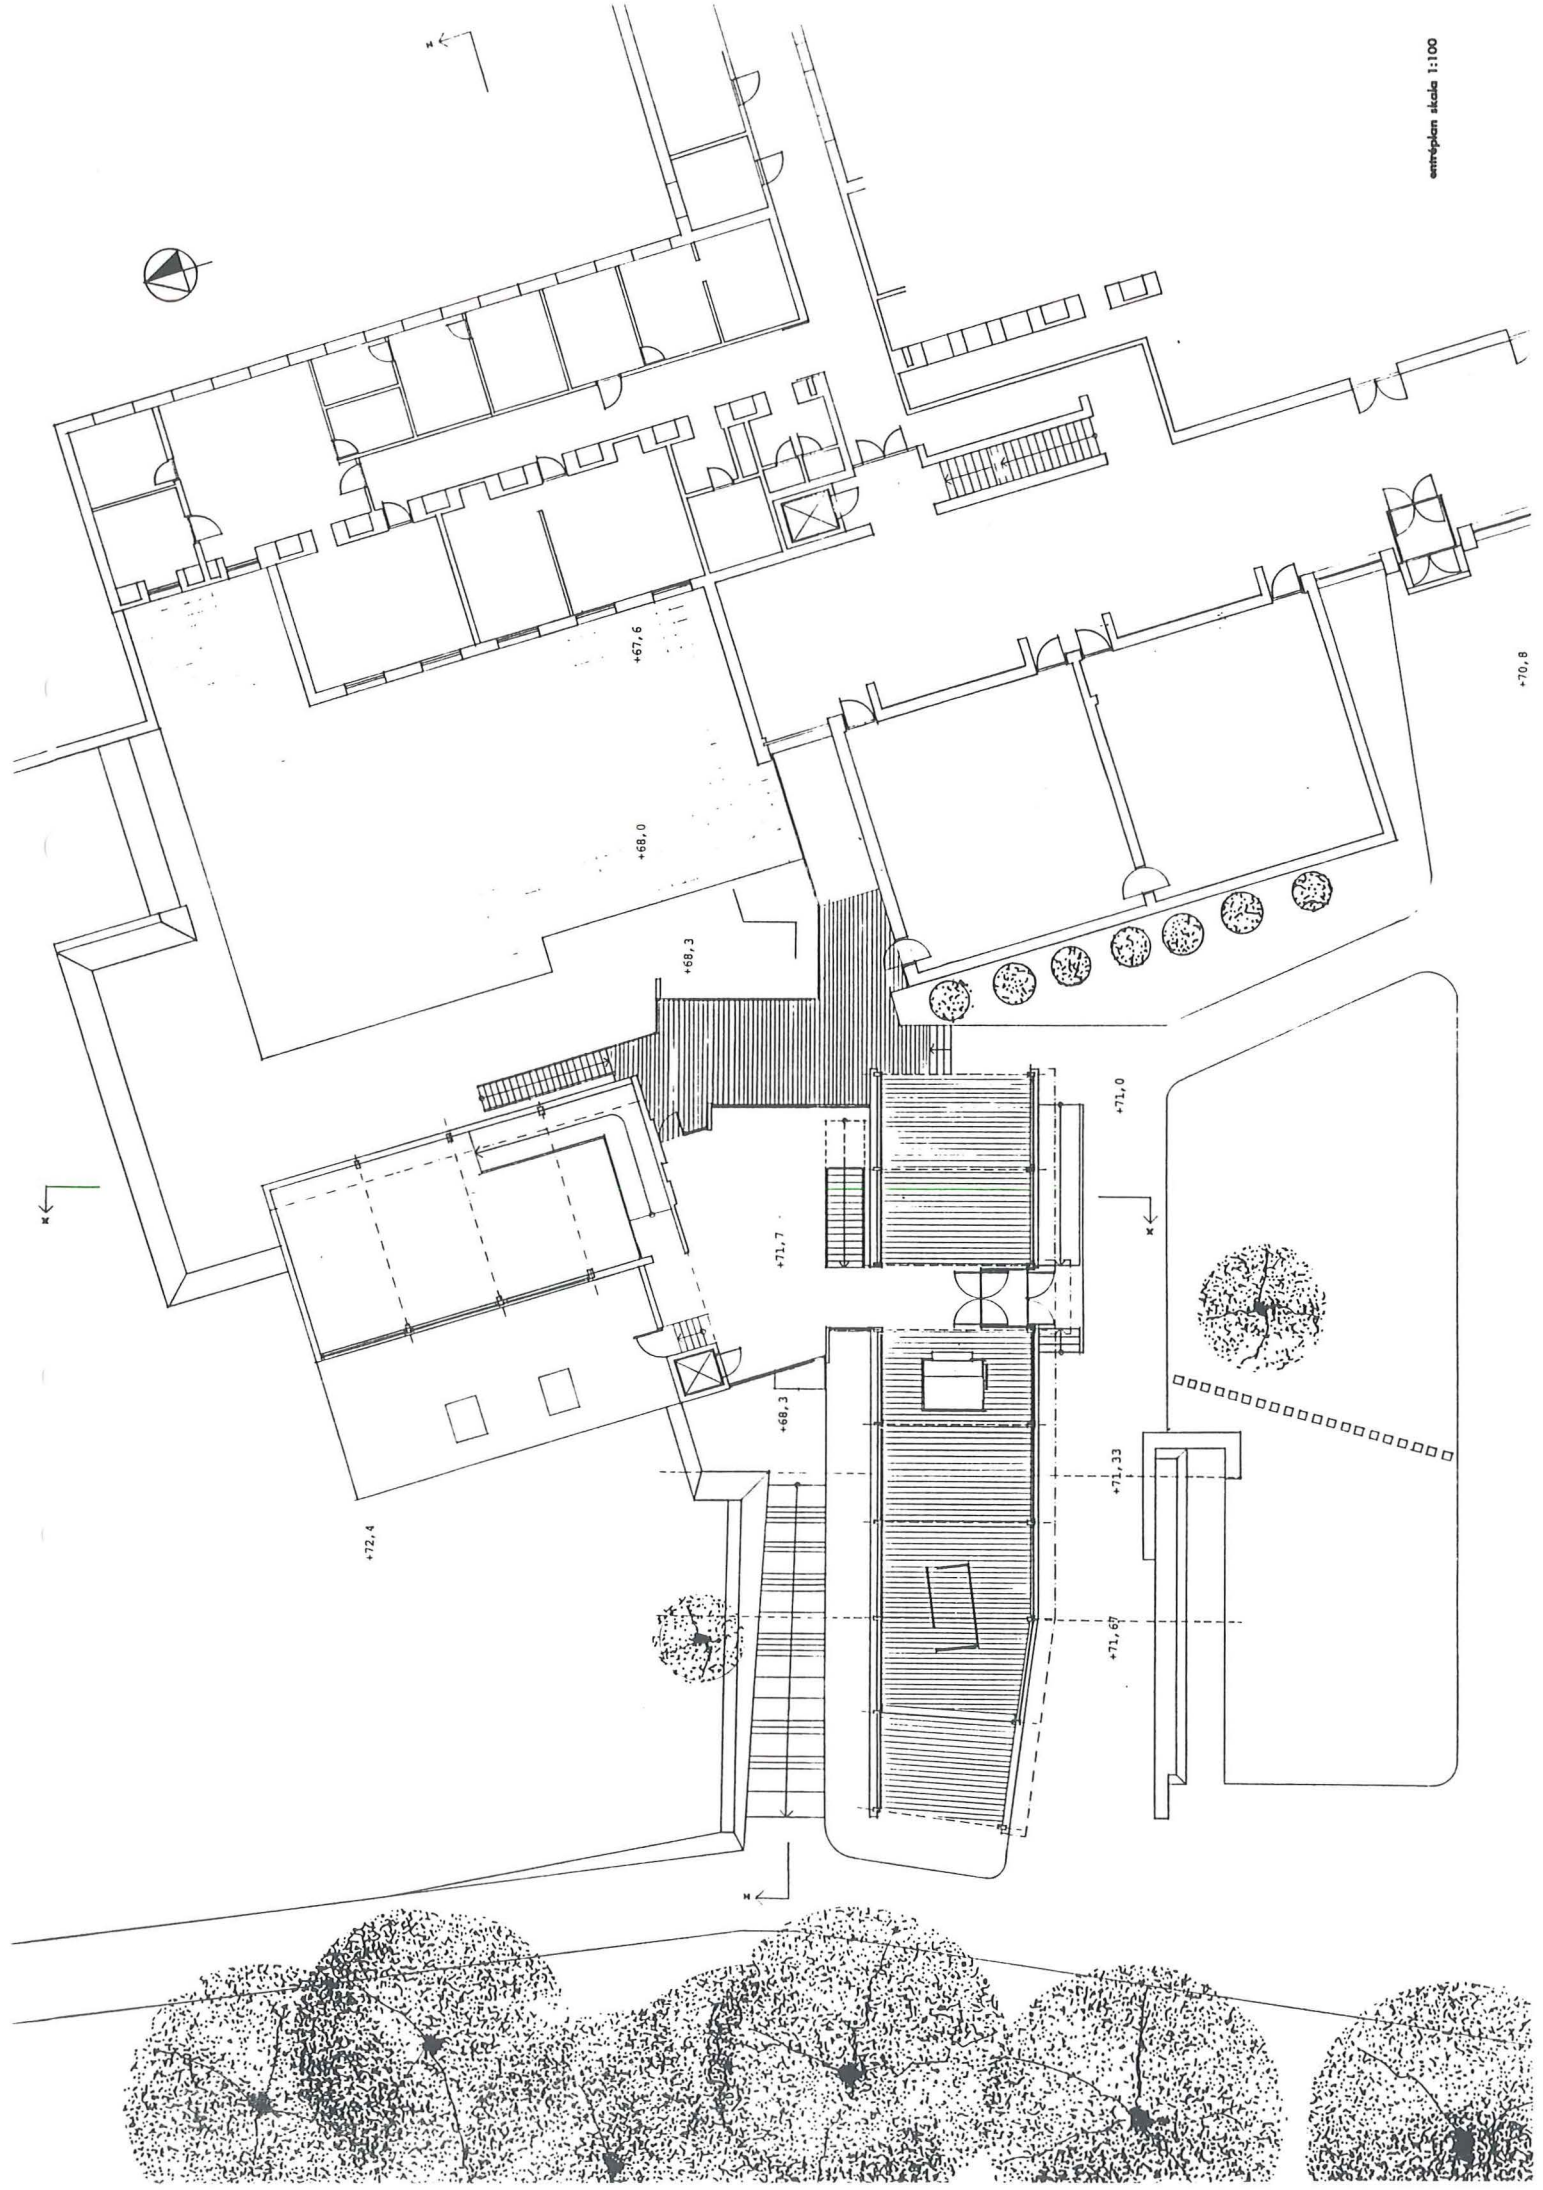 entréplan skala 1:100
+67,6
+68,0
+68,3
+70,8
+71,0
+71,7
+68,3
+71,33
+72,4
+71,67
H
H
K
K